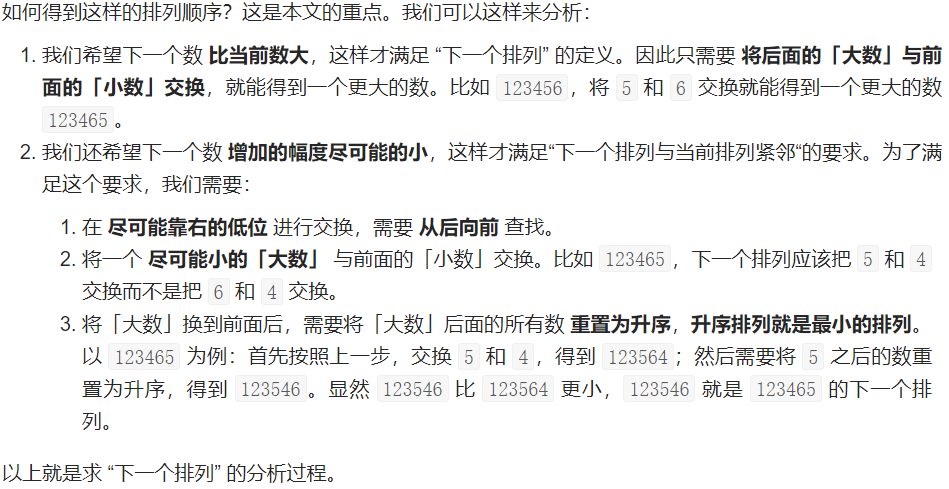 如何得到这样的排列顺序？这是本文的重点。我们可以这样来分析：
1. 我们希望下一个数 比当前数大，这样才满足 “下一个排列” 的定义。因此只需要 将后面的「大数」与前
面的「小数」交换，就能得到一个更大的数。比如 123456，将 5 和 6 交换就能得到一个更大的数
123465。
2. 我们还希望下一个数 增加的幅度尽可能的小，这样才满足“下一个排列与当前排列紧邻“的要求。为了满
足这个要求，我们需要：
1. 在 尽可能靠右的低位 进行交换，需要 从后向前 查找。
2. 将一个 尽可能小的「大数」 与前面的「小数」交换。比如 123465，下一个排列应该把 5 和 4
交换而不是把 6 和 4 交换。
3. 将「大数」换到前面后，需要将「大数」后面的所有数 重置为升序，升序排列就是最小的排列。
以 123465 为例：首先按照上一步，交换 5 和 4，得到 123564；然后需要将 5 之后的数重
置为升序，得到 123546。显然 123546 比 123564 更小，123546 就是 123465 的下一个排
列。
以上就是求 “下一个排列” 的分析过程。